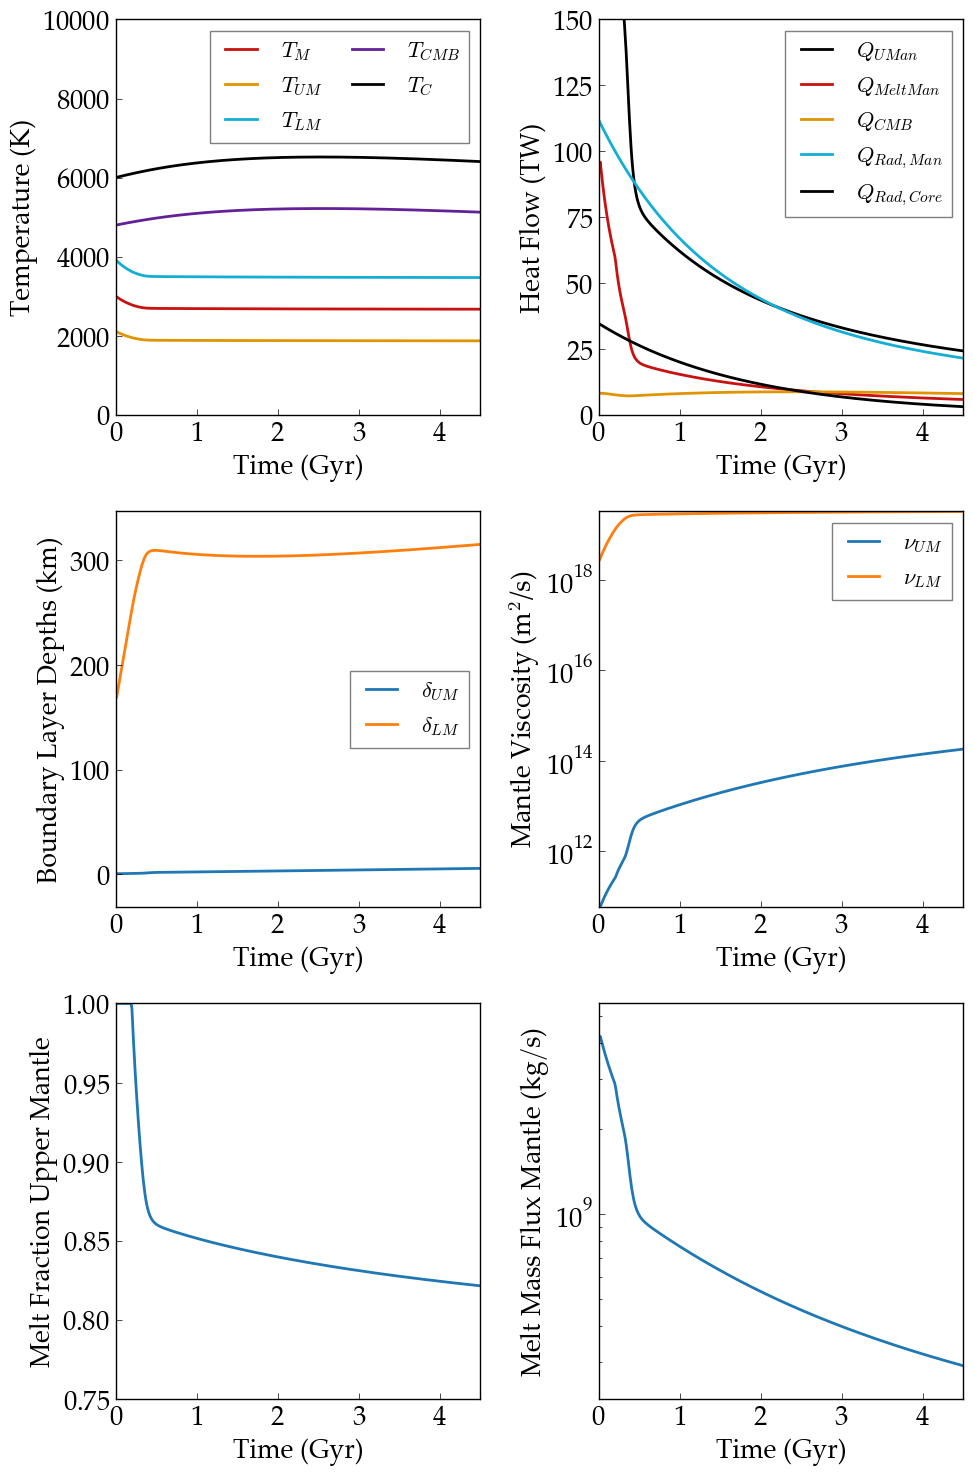 10000
8000
6000
4000
2000
0
Temperature (K)
T_M
T_UM
T_LM
T_CMB
T_C
0 1 2 3 4
Time (Gyr)
150
125
100
75
50
25
0
Heat Flow (TW)
Q_UMan
Q_MeltMan
Q_CMB
Q_Rad,Man
Q_Rad,Core
0 1 2 3 4
Time (Gyr)
300
200
100
0
Boundary Layer Depths (km)
δ_UM
δ_LM
0 1 2 3 4
Time (Gyr)
10^18
10^16
10^14
10^12
Mantle Viscosity (m^2/s)
ν_UM
ν_LM
0 1 2 3 4
Time (Gyr)
1.00
0.95
0.90
0.85
0.80
0.75
Melt Fraction Upper Mantle
0 1 2 3 4
Time (Gyr)
10^9
Melt Mass Flux Mantle (kg/s)
0 1 2 3 4
Time (Gyr)